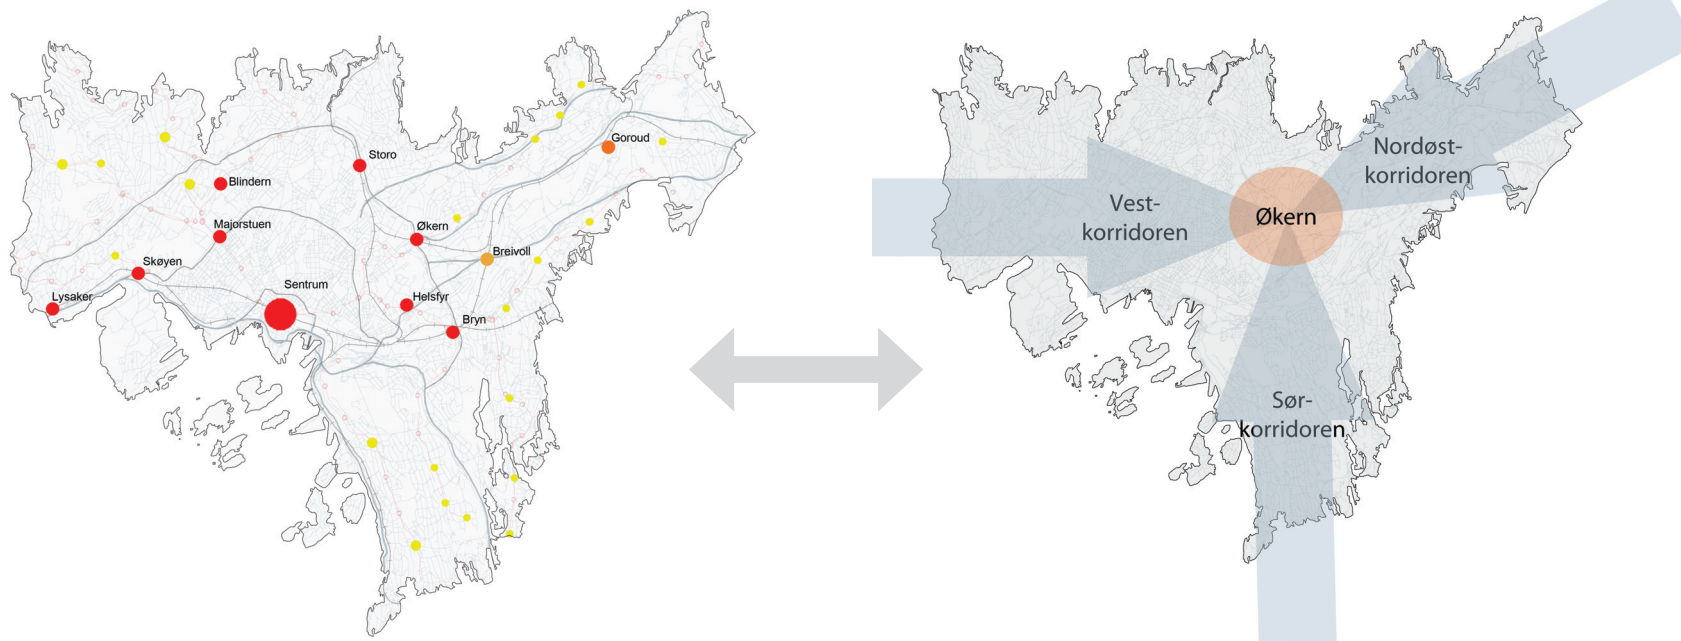 Goroud
Storo
Blindern
Majorstuen
Økern
Breivoll
Skøyen
Sentrum
Lysaker
Helsfyr
Bryn
Nordøst-
korridoren
Vest-
korridoren
Økern
Sør-
korridoren